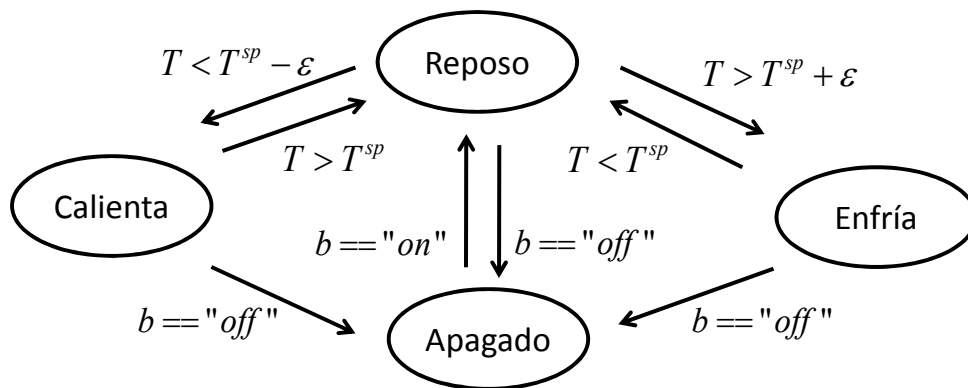 Reposo
T < T^{sp} − ε
T > T^{sp} + ε
T > T^{sp}
T < T^{sp}
Calienta
Enfría
b == "on"
b == "off"
b == "off"
Apagado
b == "off"